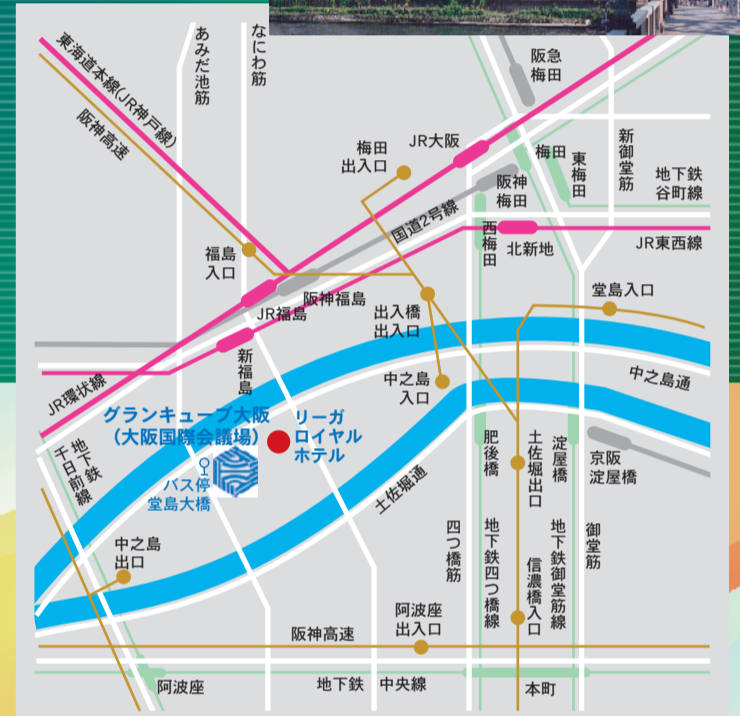 あみだ池筋
なにわ筋
東海道本線(JR神戸線)
阪神高速
阪急
梅田
梅田
出入口
JR大阪
梅田
東梅田
新御堂筋
地下鉄
谷町線
阪神
梅田
国道2号線
西梅田
北新地
JR東西線
福島
入口
阪神福島
JR福島
出入橋
出入口
堂島入口
新福島
中之島
入口
中之島通
JR環状線
グランキューブ大阪
(大阪国際会議場)
リーガ
ロイヤル
ホテル
地下鉄
千日前線
バス停
堂島大橋
土佐堀通
肥後橋
土佐堀出口
淀屋橋
京阪
淀屋橋
中之島
出口
四つ橋筋
地下鉄四つ橋線
信濃橋入口
地下鉄御堂筋線
御堂筋
阪神高速
阿波座
出入口
阿波座
地下鉄 中央線
本町